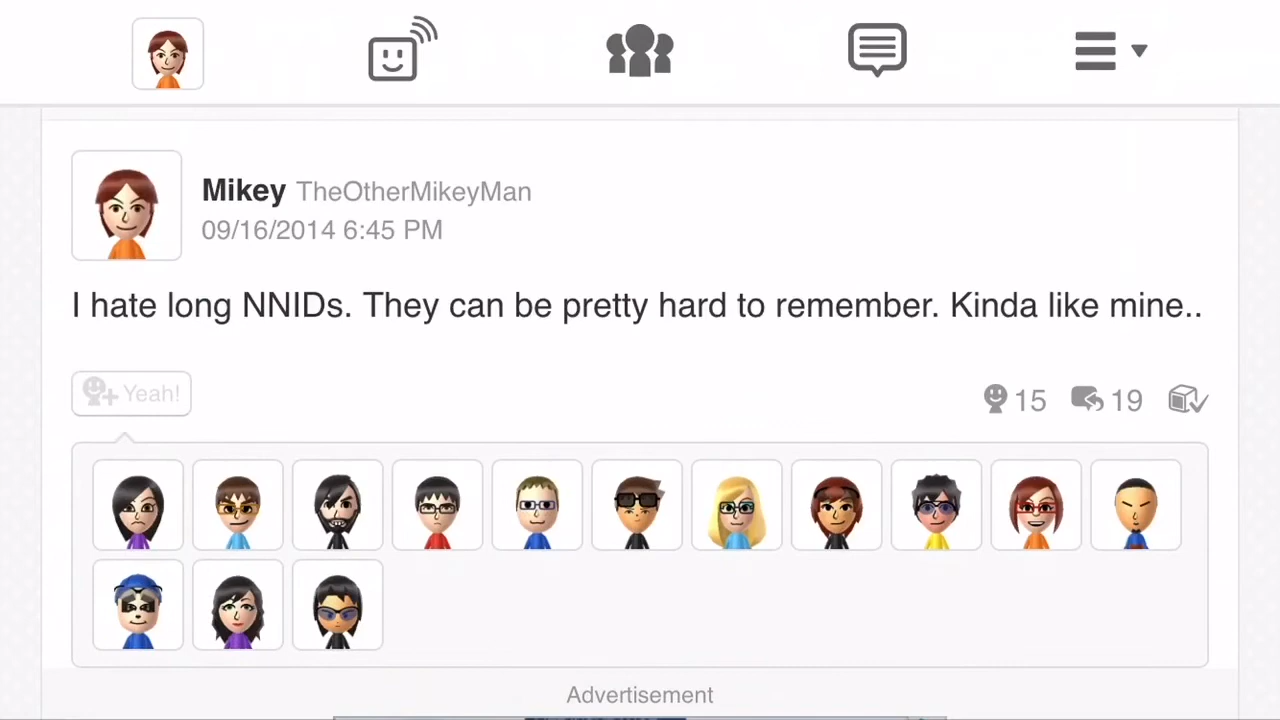 Mikey TheOtherMikeyMan
09/16/2014 6:45 PM
I hate long NNIDs. They can be pretty hard to remember. Kinda like mine..
Yeah! 15 19
Advertisement